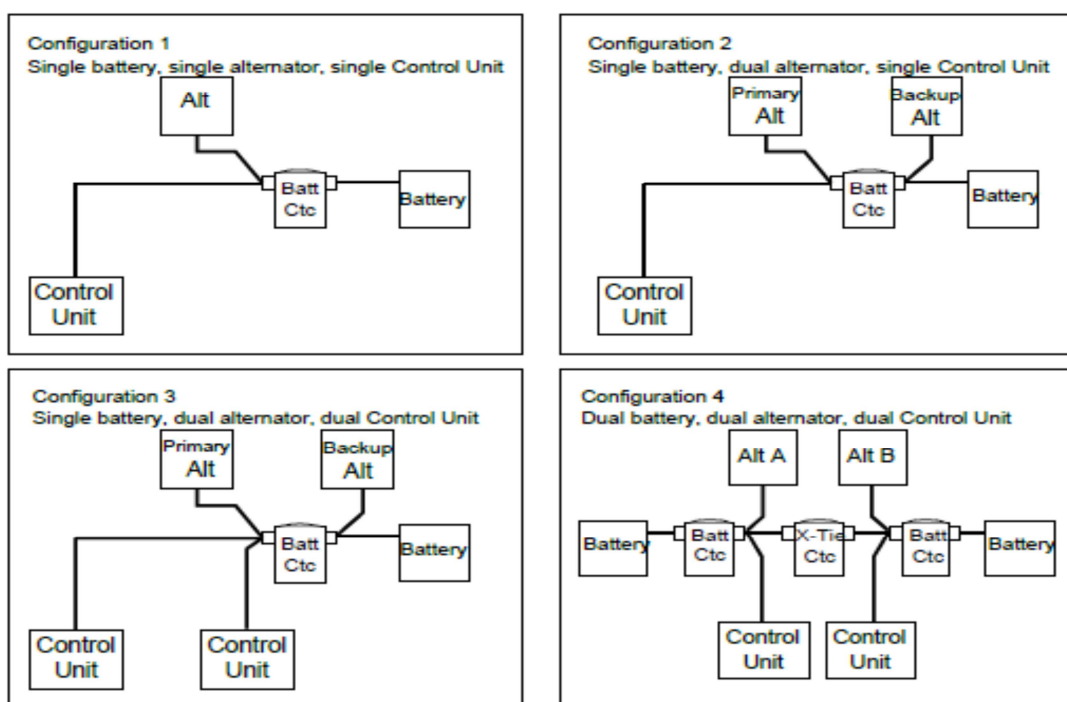 Configuration 1
Single battery, single alternator, single Control Unit
Alt
Batt
Ctc
Battery
Control
Unit
Configuration 2
Single battery, dual alternator, single Control Unit
Primary
Alt
Backup
Alt
Batt
Ctc
Battery
Control
Unit
Configuration 3
Single battery, dual alternator, dual Control Unit
Primary
Alt
Backup
Alt
Batt
Ctc
Battery
Control
Unit
Control
Unit
Configuration 4
Dual battery, dual alternator, dual Control Unit
Alt A
Alt B
Battery
Batt
Ctc
X-Tie
Ctc
Batt
Ctc
Battery
Control
Unit
Control
Unit